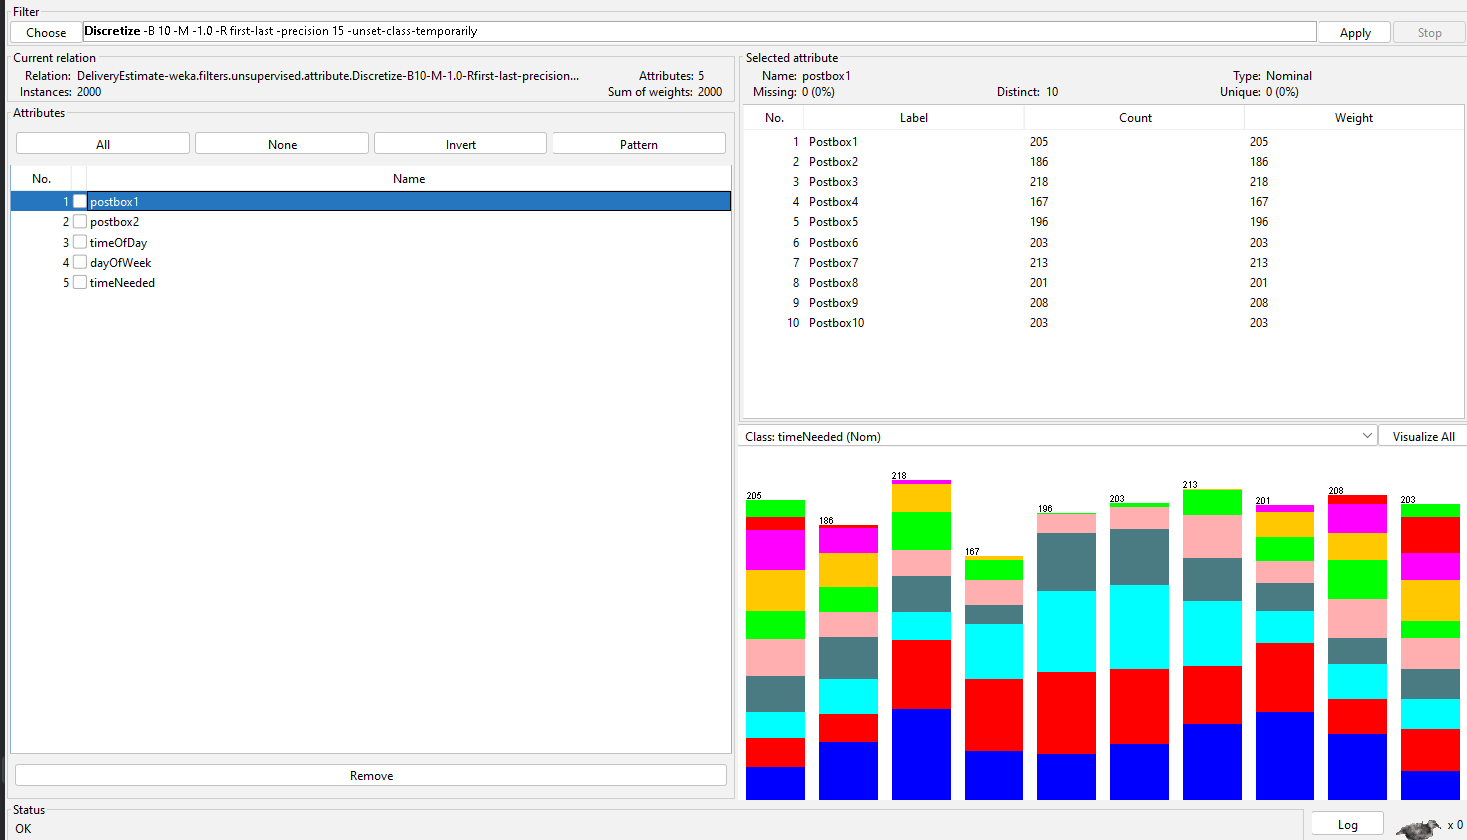 Filter
Choose Discretize -B 10 -M -1.0 -R first-last -precision 15 -unset-class-temporarily Apply Stop
Current relation
Relation: DeliveryEstimate-weka.filters.unsupervised.attribute.Discretize-B10-M-1.0-Rfirst-last-precision... Attributes: 5
Instances: 2000 Sum of weights: 2000
Attributes
All None Invert Pattern
No. Name
1 postbox1
2 postbox2
3 timeOfDay
4 dayOfWeek
5 timeNeeded
Remove
Selected attribute
Name: postbox1 Type: Nominal
Missing: 0 (0%) Distinct: 10 Unique: 0 (0%)
No. Label Count Weight
1 Postbox1 205 205
2 Postbox2 186 186
3 Postbox3 218 218
4 Postbox4 167 167
5 Postbox5 196 196
6 Postbox6 203 203
7 Postbox7 213 213
8 Postbox8 201 201
9 Postbox9 208 208
10 Postbox10 203 203
Class: timeNeeded (Nom) Visualize All
205 186 218 167 196 203 213 201 208 203
Status
OK
Log x 0